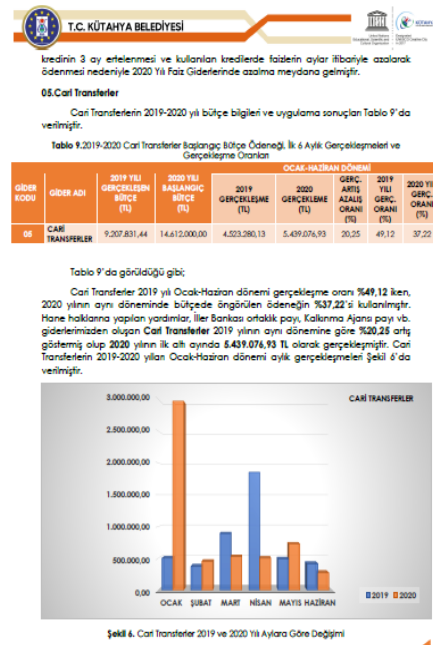 T.C. KÜTAHYA BELEDİYESİ
kredinin 3 ay ertelenmesi ve kullanılan kredilerde faizlerin aylar itibariyle azalarak
ödenmesi nedeniyle 2020 Yılı Faiz Giderlerinde azalma meydana gelmiştir.
05.Cari Transferler
Cari Transferlerin 2019-2020 yılı bütçe bilgileri ve uygulama sonuçları Tablo 9'da
verilmiştir.
Tablo 9.2019-2020 Cari Transferler Başlangıç Bütçe Ödeneği, İlk 6 Aylık Gerçekleşmeleri ve
Gerçekleşme Oranları
OCAK-HAZİRAN DÖNEMİ
GİDER KODU GİDER ADI 2019 YILI GERÇEKLEŞEN BÜTÇE (TL) 2020 YILI BAŞLANGIÇ BÜTÇE (TL) 2019 GERÇEKLEŞME (TL) 2020 GERÇEKLEME (TL) GERÇ. ARTIŞ AZALIŞ ORANI (%) 2019 YILI GERÇ. ORANI (%) 2020 YILI GERÇ. ORANI (%)
05 CARİ TRANSFERLER 9.207.831,44 14.612.000,00 4.523.280,13 5.439.076,93 20,25 49,12 37,22
Tablo 9'da görüldüğü gibi;
Cari Transferler 2019 yılı Ocak-Haziran dönemi gerçekleşme oranı %49,12 iken,
2020 yılının aynı döneminde bütçede öngörülen ödeneğin %37,22'si kullanılmıştır.
Hane halklarına yapılan yardımlar, İller Bankası ortaklık payı, Kalkınma Ajansı payı vb.
giderlerimizden oluşan Cari Transferler 2019 yılının aynı dönemine göre %20,25 artış
göstermiş olup 2020 yılının ilk altı ayında 5.439.076,93 TL olarak gerçekleşmiştir. Cari
Transferlerin 2019-2020 yılları Ocak-Haziran dönemi aylık gerçekleşmeleri Şekil 6'da
verilmiştir.
CARİ TRANSFERLER
3.000.000,00
2.500.000,00
2.000.000,00
1.500.000,00
1.000.000,00
500.000,00
0,00
OCAK ŞUBAT MART NİSAN MAYIS HAZİRAN
2019 2020
Şekil 6. Cari Transferler 2019 ve 2020 Yılı Aylara Göre Değişimi